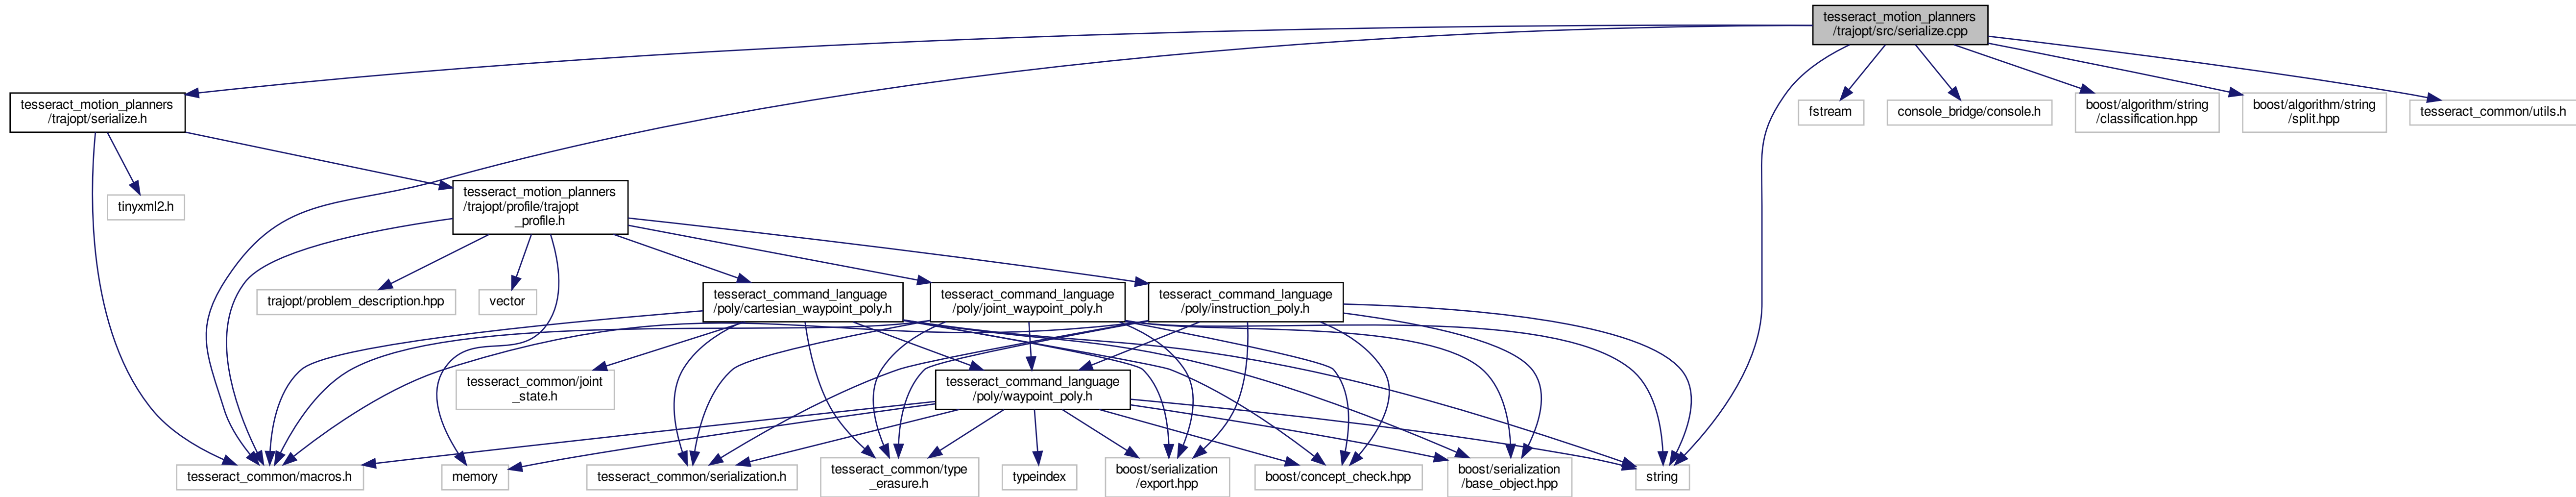 tesseract_motion_planners
/trajopt/src/serialize.cpp
tesseract_motion_planners
/trajopt/serialize.h
fstream
console_bridge/console.h
boost/algorithm/string
/classification.hpp
boost/algorithm/string
/split.hpp
tesseract_common/utils.h
tinyxml2.h
tesseract_motion_planners
/trajopt/profile/trajopt
_profile.h
trajopt/problem_description.hpp
vector
tesseract_command_language
/poly/cartesian_waypoint_poly.h
tesseract_command_language
/poly/joint_waypoint_poly.h
tesseract_command_language
/poly/instruction_poly.h
tesseract_common/joint
_state.h
tesseract_command_language
/poly/waypoint_poly.h
tesseract_common/macros.h
memory
tesseract_common/serialization.h
tesseract_common/type
_erasure.h
typeindex
boost/serialization
/export.hpp
boost/concept_check.hpp
boost/serialization
/base_object.hpp
string